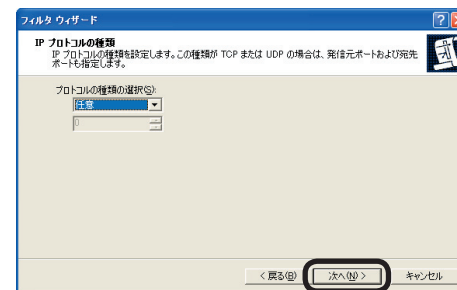 フィルタ ウィザード
IP プロトコルの種類
IP プロトコルの種類を設定します。この種類が TCP または UDP の場合は、発信元ポートおよび宛先
ポートも指定します。
プロトコルの種類の選択(S):
任意
0
< 戻る(B)
次へ(N) >
キャンセル